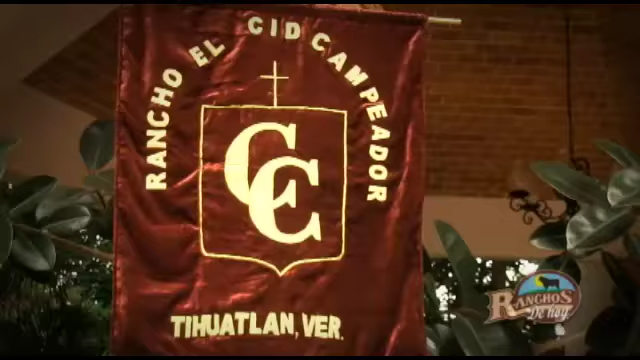 RANCHO EL CID CAMPEADOR
CC
TIHUATLAN, VER.
RANCHOS
De hoy